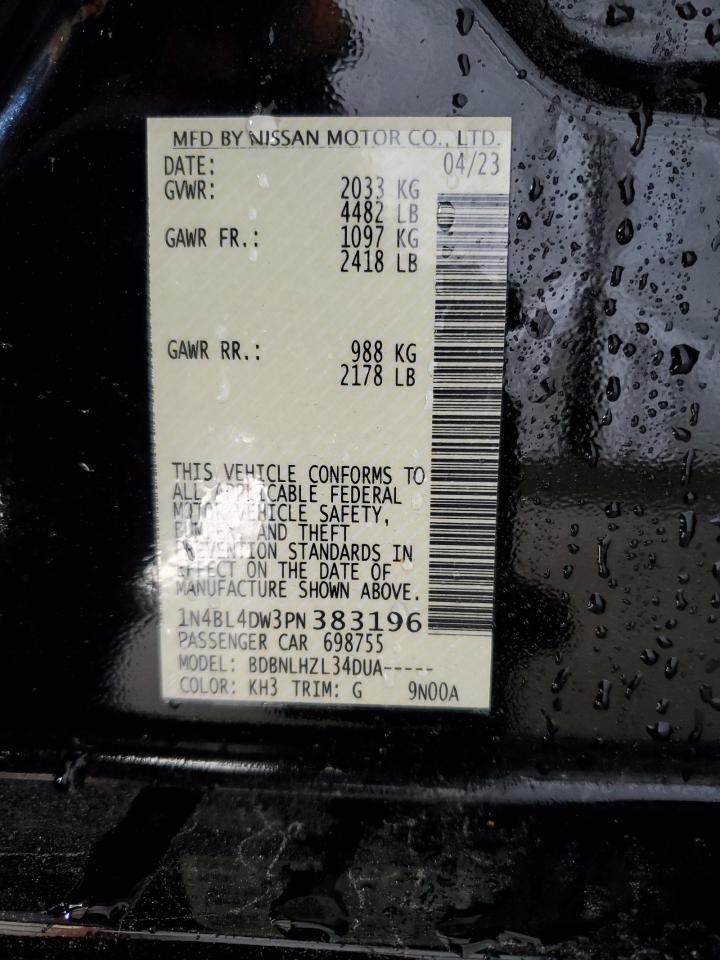 MFD BY NISSAN MOTOR CO., LTD.
DATE: 04/23
GVWR: 2033 KG
4482 LB
GAWR FR.: 1097 KG
2418 LB
GAWR RR.: 988 KG
2178 LB
THIS VEHICLE CONFORMS TO
ALL APPLICABLE FEDERAL
MOTOR VEHICLE SAFETY,
AND THEFT
PREVENTION STANDARDS IN
EFFECT ON THE DATE OF
MANUFACTURE SHOWN ABOVE.
1N4BL4DW3PN383196
PASSENGER CAR 698755
MODEL: BDBNLHZL34DUA-----
COLOR: KH3 TRIM: G 9N00A